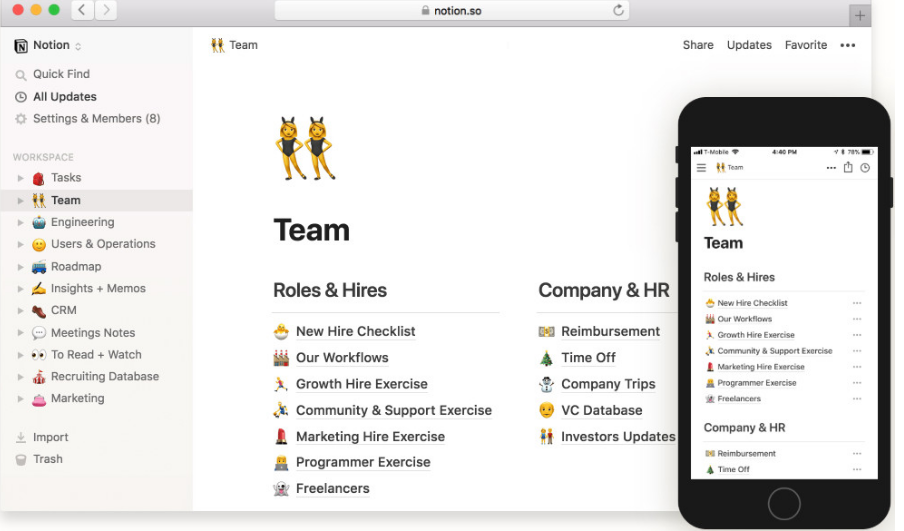 notion.so
Notion
Quick Find
All Updates
Settings & Members (8)
WORKSPACE
Tasks
Team
Engineering
Users & Operations
Roadmap
Insights + Memos
CRM
Meetings Notes
To Read + Watch
Recruiting Database
Marketing
Import
Trash
Team
Share Updates Favorite •••
Team
Roles & Hires
New Hire Checklist
Our Workflows
Growth Hire Exercise
Community & Support Exercise
Marketing Hire Exercise
Programmer Exercise
Freelancers
Company & HR
Reimbursement
Time Off
Company Trips
VC Database
Investors Updates
T-Mobile 4:40 PM 78%
Team
Team
Roles & Hires
New Hire Checklist
Our Workflows
Growth Hire Exercise
Community & Support Exercise
Marketing Hire Exercise
Programmer Exercise
Freelancers
Company & HR
Reimbursement
Time Off